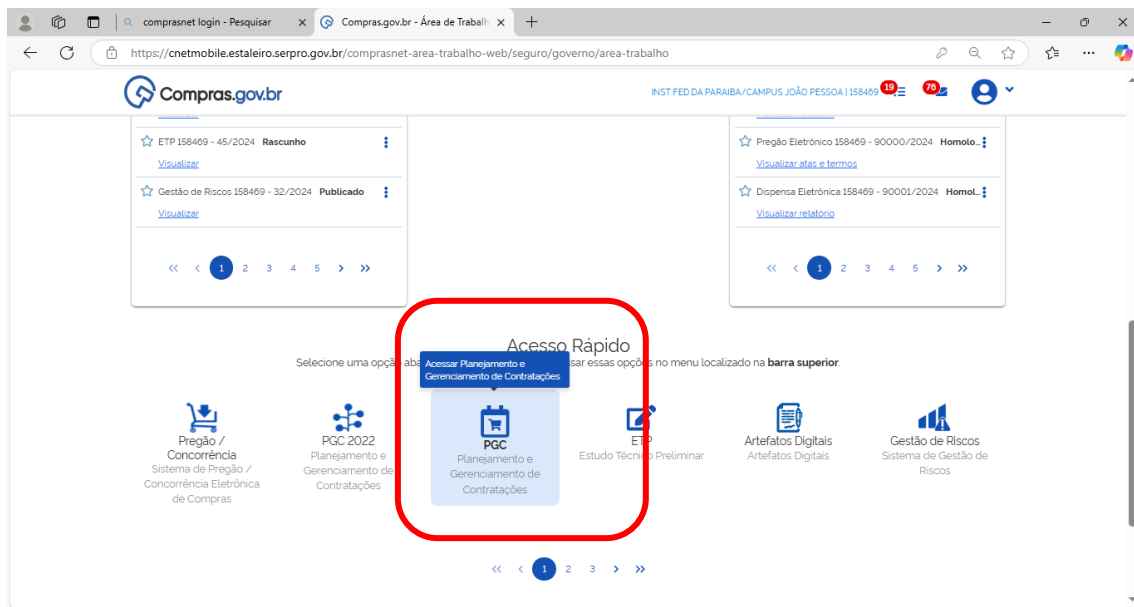 comprasnet login - Pesquisar
Compras.gov.br - Área de Trabalh
https://cnetmobile.estaleiro.serpro.gov.br/comprasnet-area-trabalho-web/seguro/governo/area-trabalho
Compras.gov.br
INST FED.DA PARAIBA/CAMPUS JOÃO PESSOA | 158469
19
76
ETP 158469 - 45/2024 Rascunho
Visualizar
Gestão de Riscos 158469 - 32/2024 Publicado
Visualizar
1 2 3 4 5
Pregão Eletrônico 158469 - 90000/2024 Homolo...
Visualizar atas e termos
Dispensa Eletrônica 158469 - 90001/2024 Homol...
Visualizar relatório
1 2 3 4 5
Acesso Rápido
Selecione uma opção aba
sar essas opções no menu localizado na barra superior.
Acessar Planejamento e
Gerenciamento de Contratações
Pregão /
Concorrência
Sistema de Pregão /
Concorrência Eletrônica
de Compras
PGC 2022
Planejamento e
Gerenciamento de
Contratações
PGC
Planejamento e
Gerenciamento de
Contratações
ETP
Estudo Técnico Preliminar
Artefatos Digitais
Artefatos Digitais
Gestão de Riscos
Sistema de Gestão de
Riscos
1 2 3